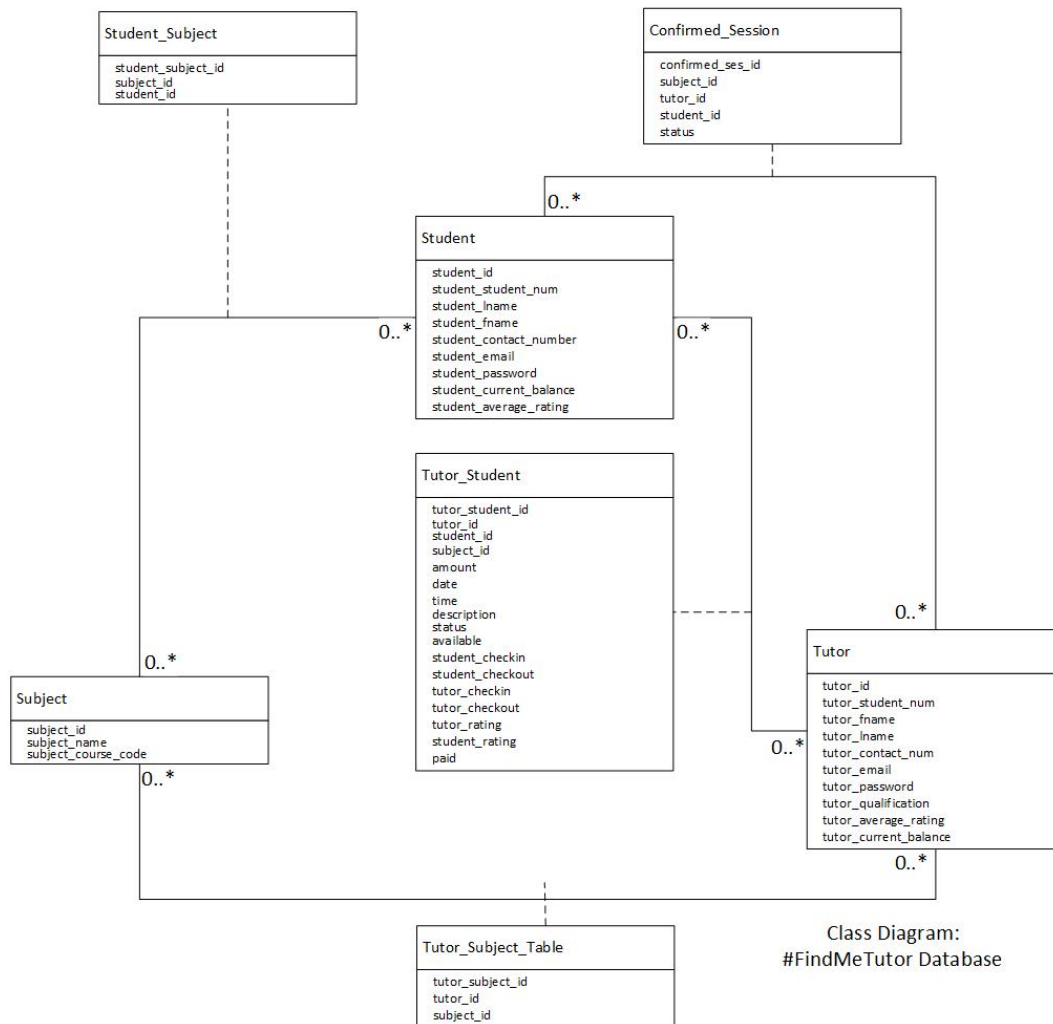 Student_Subject
student_subject_id
subject_id
student_id
Confirmed_Session
confirmed_ses_id
subject_id
tutor_id
student_id
status
0..*
Student
student_id
student_student_num
student_lname
student_fname
student_contact_number
student_email
student_password
student_current_balance
student_average_rating
0..*
0..*
Tutor_Student
tutor_student_id
tutor_id
student_id
subject_id
amount
date
time
description
status
available
student_checkin
student_checkout
tutor_checkin
tutor_checkout
tutor_rating
student_rating
paid
0..*
Subject
subject_id
subject_name
subject_course_code
0..*
0..*
Tutor
tutor_id
tutor_student_num
tutor_fname
tutor_lname
tutor_contact_num
tutor_email
tutor_password
tutor_qualification
tutor_average_rating
tutor_current_balance
0..*
0..*
Tutor_Subject_Table
tutor_subject_id
tutor_id
subject_id
Class Diagram:
#FindMeTutor Database